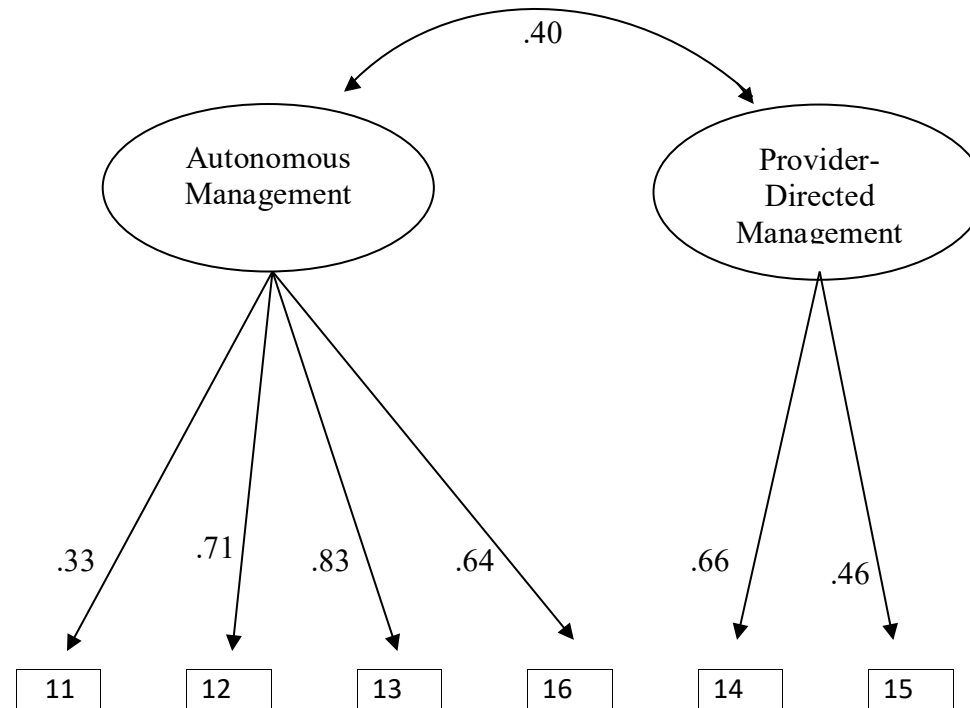 .40
Autonomous
Management
Provider-
Directed
Management
.33
.71
.83
.64
.66
.46
11
12
13
16
14
15